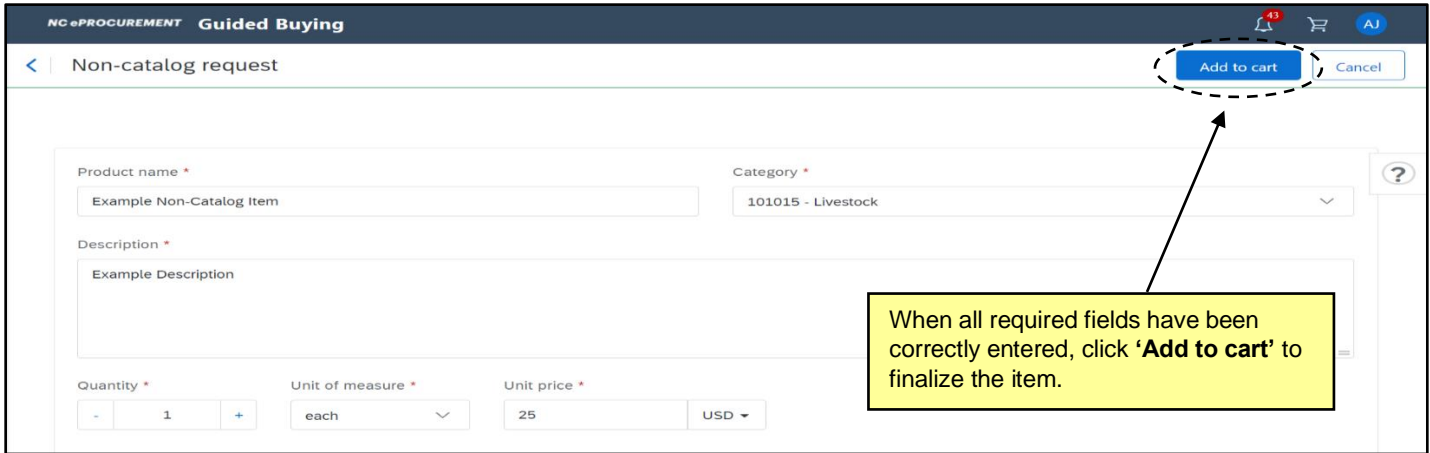 NC ePROCUREMENT Guided Buying 43 AJ
< Non-catalog request Add to cart Cancel
Product name * Category *
Example Non-Catalog Item 101015 - Livestock
?
Description *
Example Description
When all required fields have been
correctly entered, click ‘Add to cart’ to
finalize the item.
Quantity * Unit of measure * Unit price *
- 1 + each 25 USD